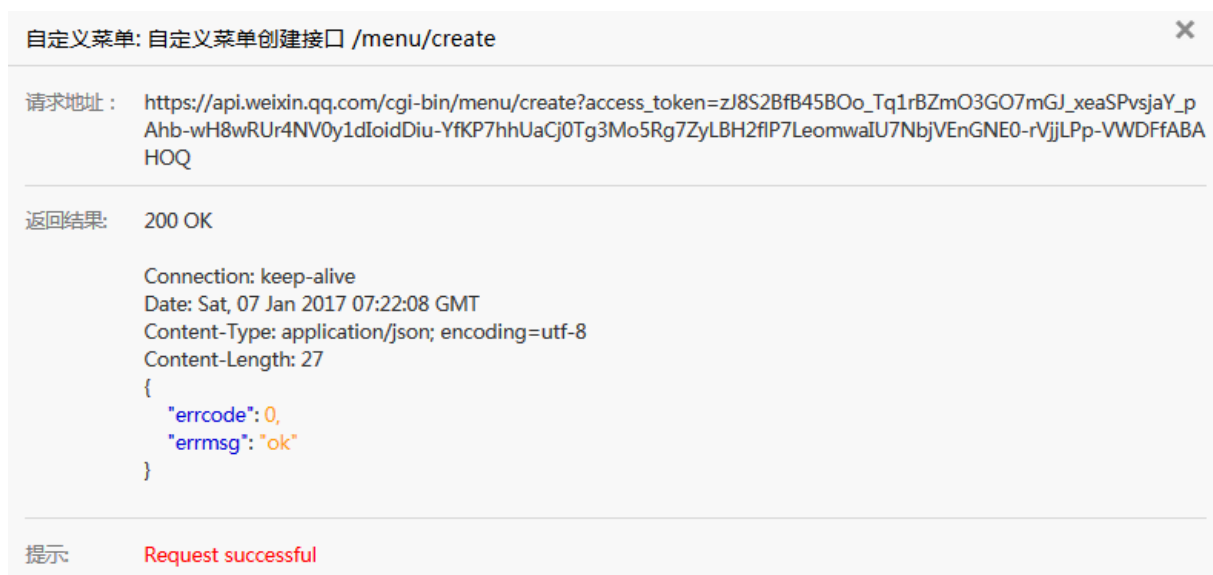 自定义菜单: 自定义菜单创建接口 /menu/create
请求地址： https://api.weixin.qq.com/cgi-bin/menu/create?access_token=zJ8S2BfB45BOo_Tq1rBZmO3GO7mGJ_xeaSPvsjaY_p
Ahb-wH8wRUr4NV0y1dIoidDiu-YfKP7hhUaCj0Tg3Mo5Rg7ZyLBH2flP7LeomwaIU7NbjVEnGNE0-rVjjLPp-VWDFfABA
HOQ
返回结果: 200 OK
Connection: keep-alive
Date: Sat, 07 Jan 2017 07:22:08 GMT
Content-Type: application/json; encoding=utf-8
Content-Length: 27
{
"errcode": 0,
"errmsg": "ok"
}
提示: Request successful